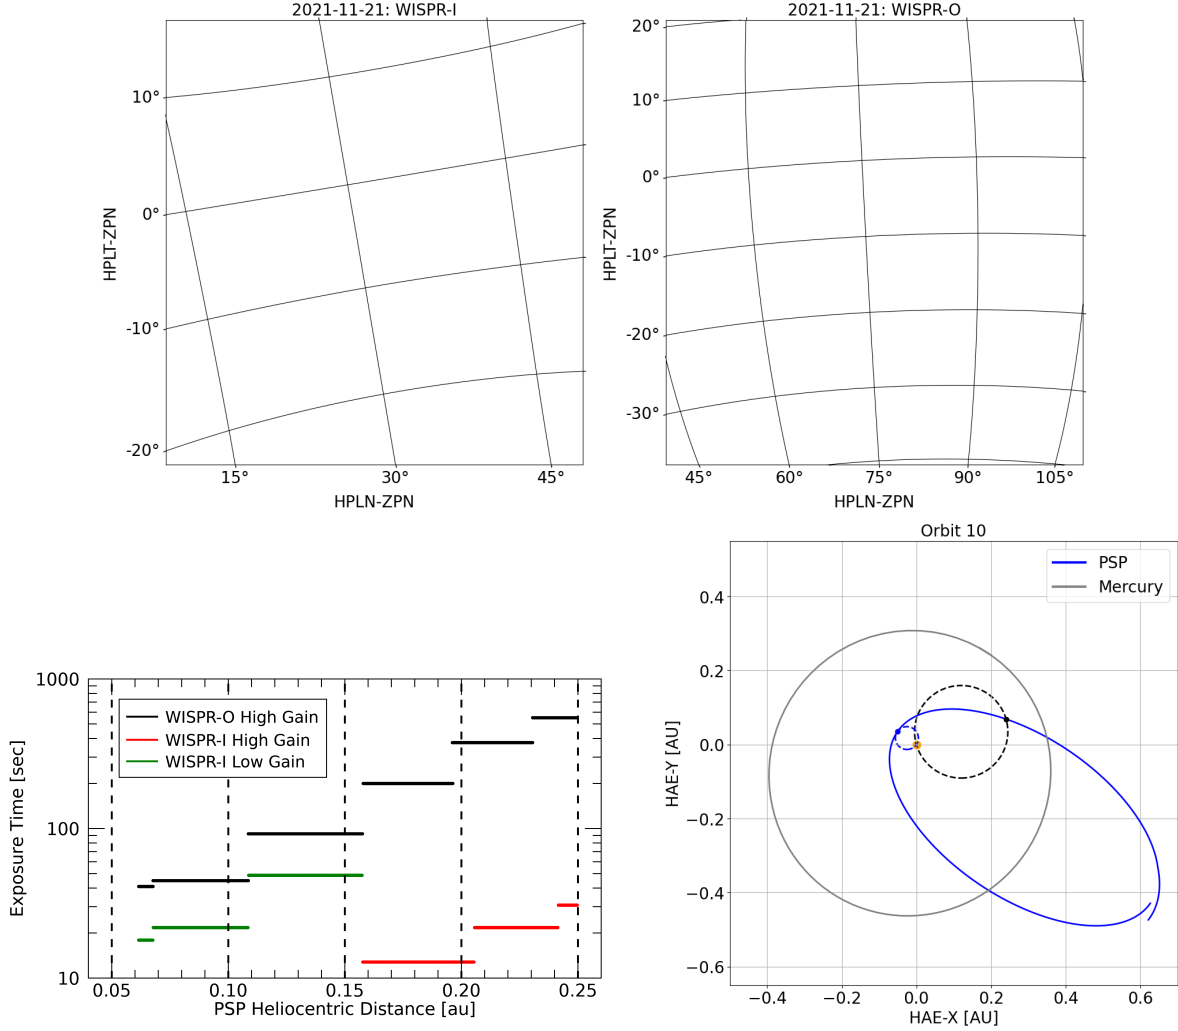 2021-11-21: WISPR-I
10°
0°
-10°
-20°
HPLT-ZPN
15° 30° 45°
HPLN-ZPN
2021-11-21: WISPR-O
20°
10°
0°
-10°
-20°
-30°
HPLT-ZPN
45° 60° 75° 90° 105°
HPLN-ZPN
1000
100
10
Exposure Time [sec]
WISPR-O High Gain
WISPR-I High Gain
WISPR-I Low Gain
0.05 0.10 0.15 0.20 0.25
PSP Heliocentric Distance [au]
Orbit 10
PSP
Mercury
0.4
0.2
0.0
−0.2
−0.4
−0.6
HAE-Y [AU]
−0.4 −0.2 0.0 0.2 0.4 0.6
HAE-X [AU]